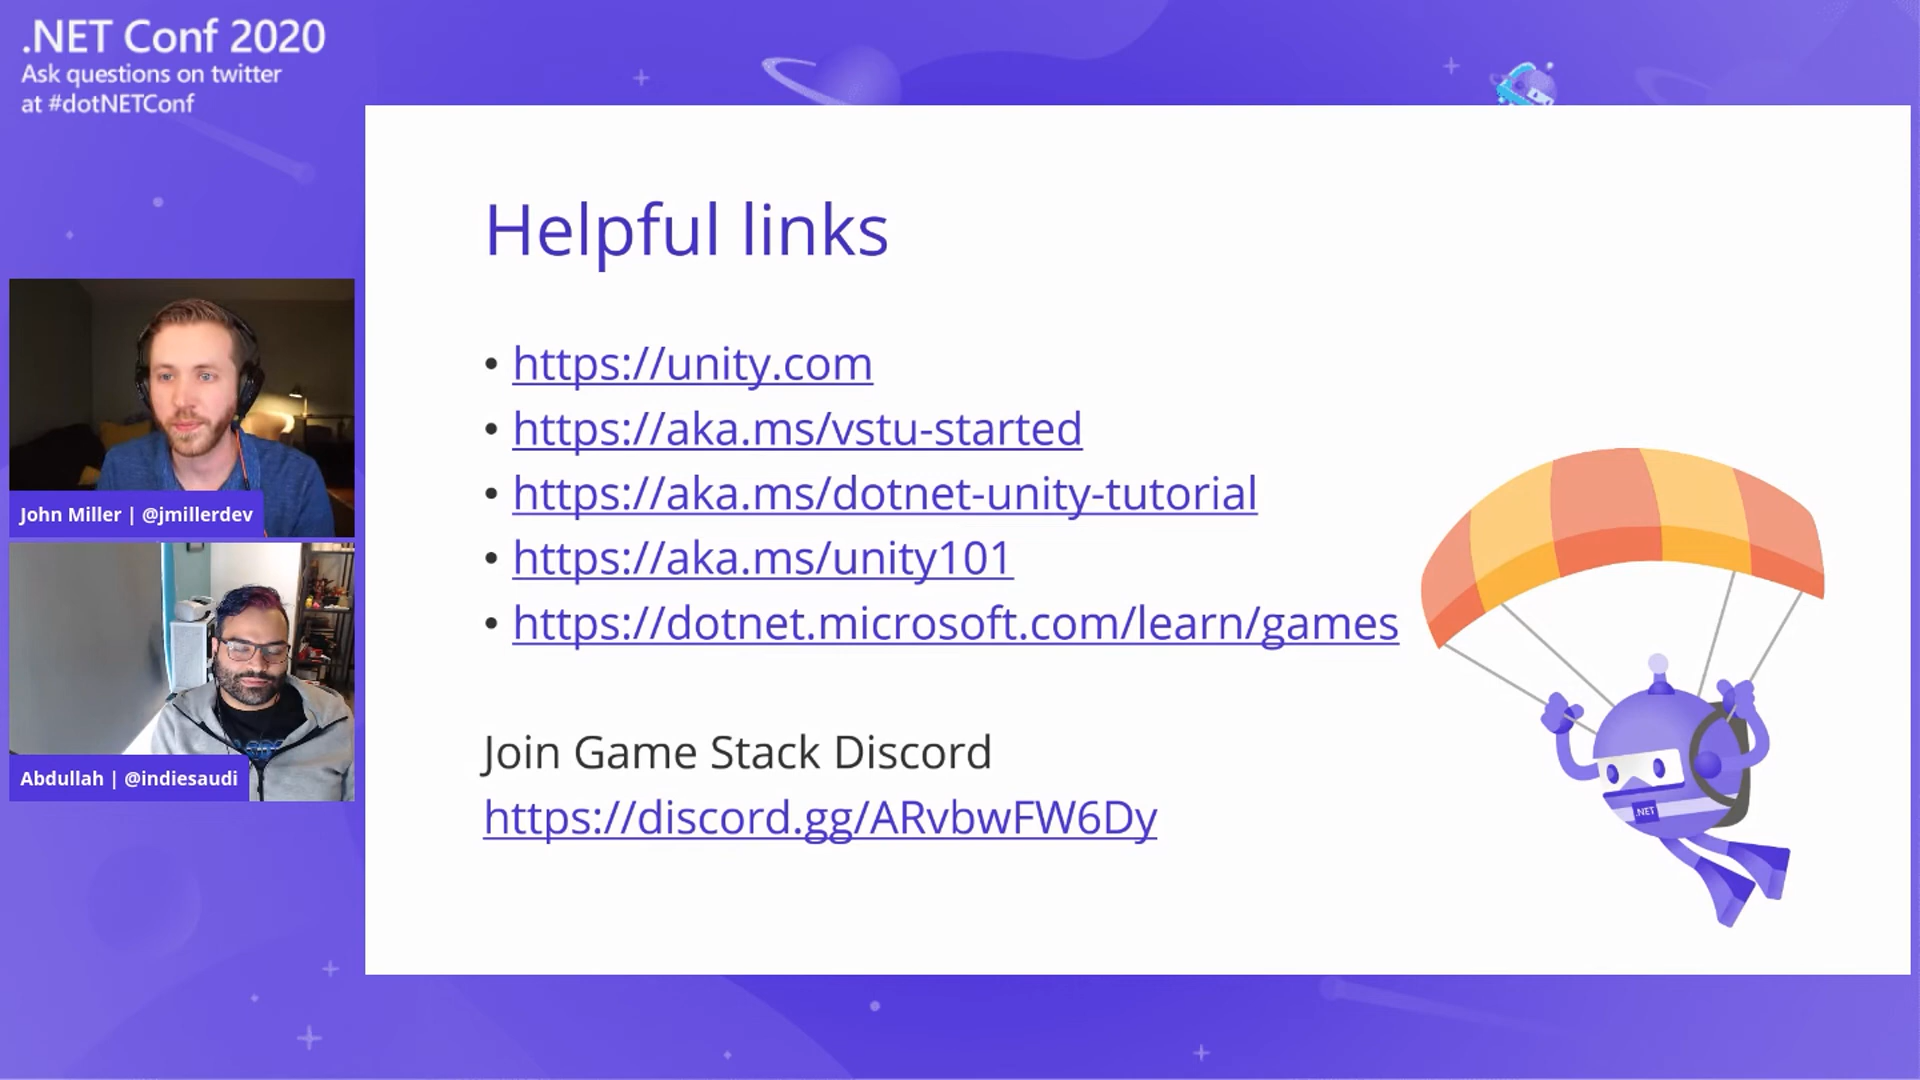 .NET Conf 2020
Ask questions on twitter
at #dotNETConf
Helpful links
• https://unity.com
• https://aka.ms/vstu-started
• https://aka.ms/dotnet-unity-tutorial
• https://aka.ms/unity101
• https://dotnet.microsoft.com/learn/games
Join Game Stack Discord
https://discord.gg/ARvbwFW6Dy
John Miller | @jmillerdev
Abdullah | @indiesaudi
.NET